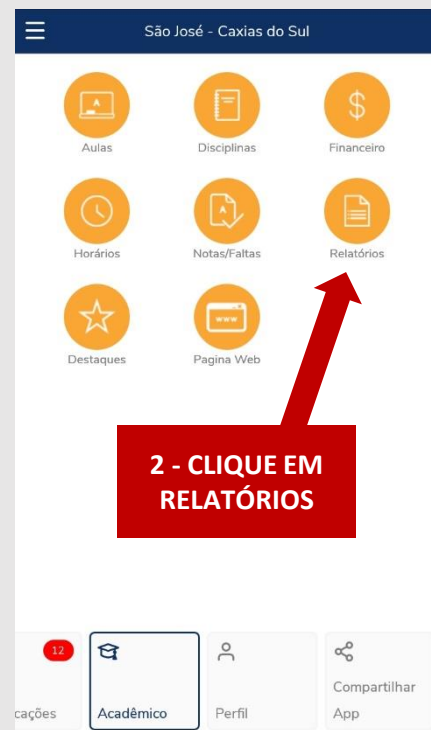 São José - Caxias do Sul
Aulas
Disciplinas
Financeiro
Horários
Notas/Faltas
Relatórios
www
Destaques
Pagina Web
2 - CLIQUE EM
RELATÓRIOS
12
cações
Acadêmico
Perfil
Compartilhar
App